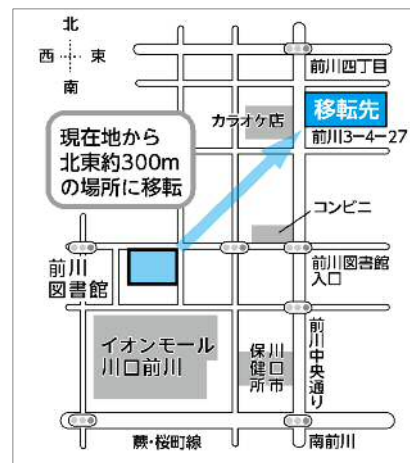 北
西 東
南
前川四丁目
カラオケ店
移転先
前川3-4-27
現在地から
北東約300m
の場所に移転
コンビニ
前川
図書館
前川図書館
入口
イオンモール
川口前川
川口市
保健所
前川中央通り
蕨・桜町線
南前川